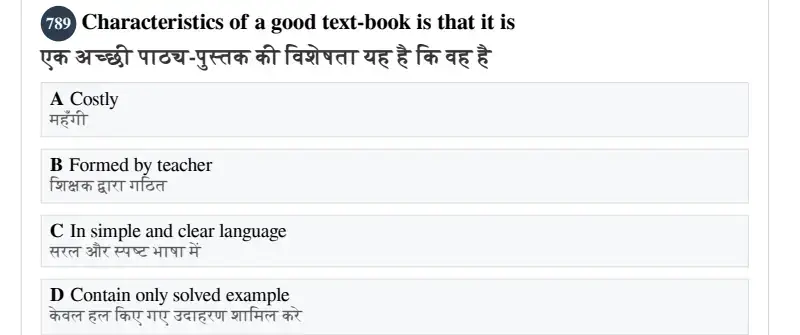 789 Characteristics of a good text-book is that it is
एक अच्छी पाठ्य-पुस्तक की विशेषता यह है कि वह है
A Costly
महँगी
B Formed by teacher
शिक्षक द्वारा गठित
C In simple and clear language
सरल और स्पष्ट भाषा में
D Contain only solved example
केवल हल किए गए उदाहरण शामिल करे